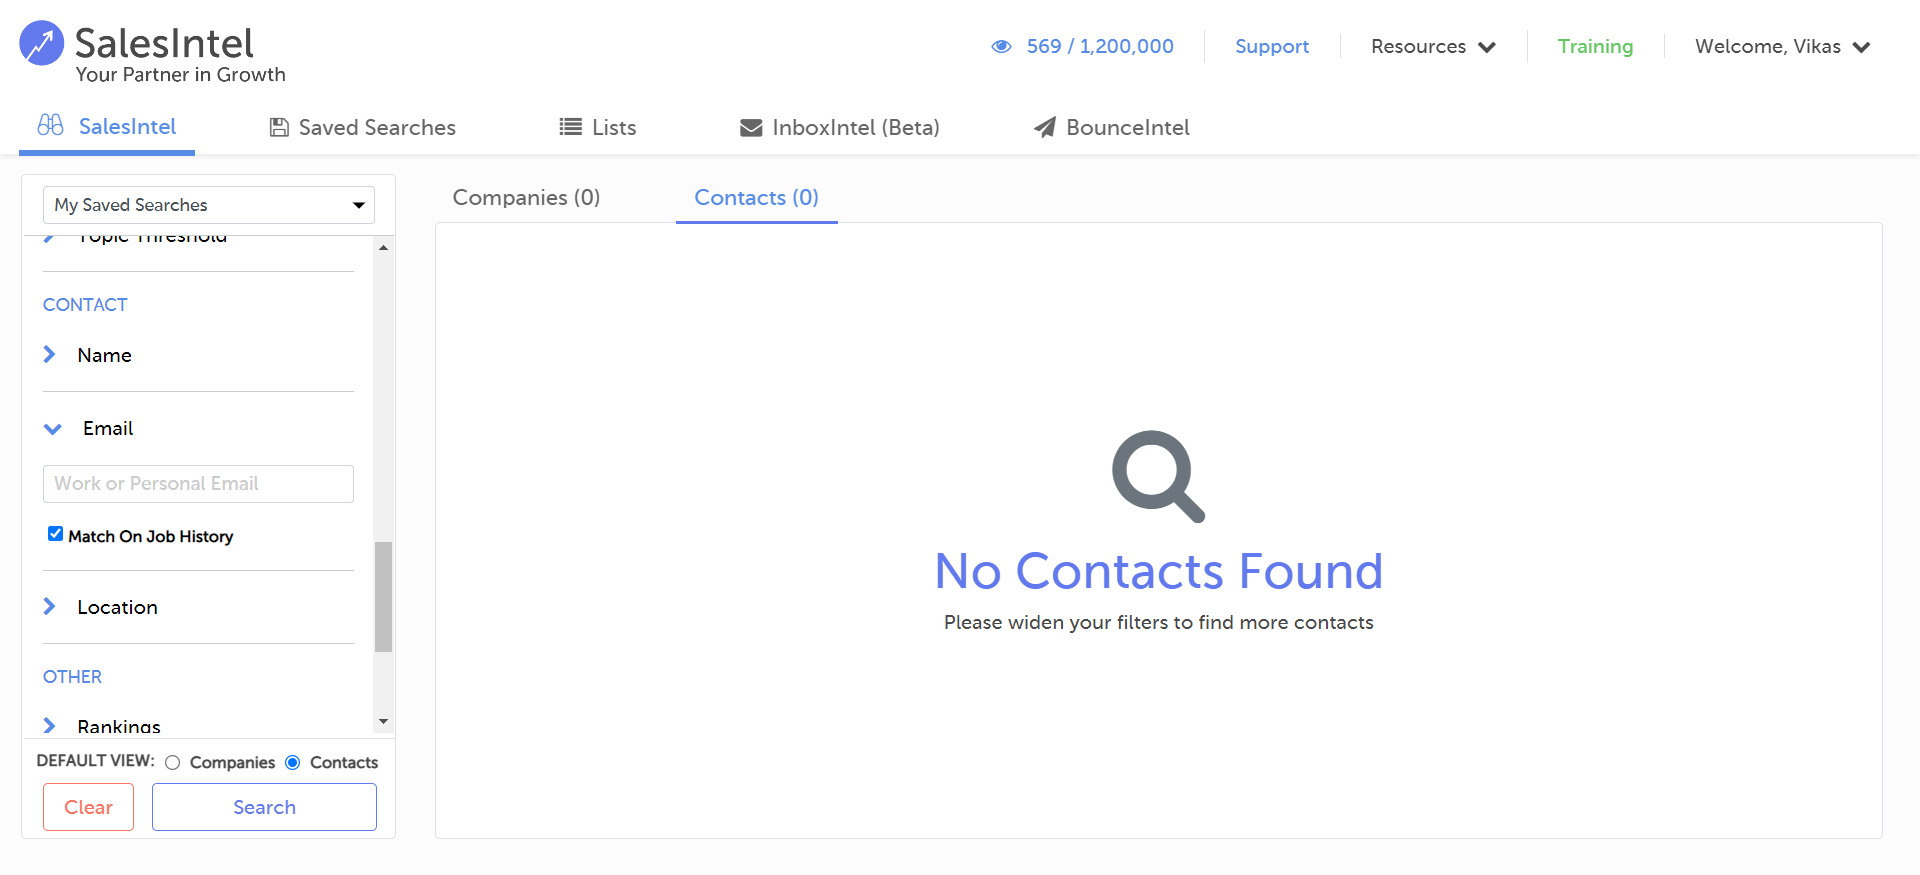 SalesIntel
Your Partner in Growth
569 / 1,200,000
Support
Resources
Training
Welcome, Vikas
SalesIntel
Saved Searches
Lists
InboxIntel (Beta)
BounceIntel
My Saved Searches
Topic Threshold
CONTACT
Name
Email
Work or Personal Email
Match On Job History
Location
OTHER
Rankings
DEFAULT VIEW: Companies Contacts
Clear
Search
Companies (0)
Contacts (0)
No Contacts Found
Please widen your filters to find more contacts